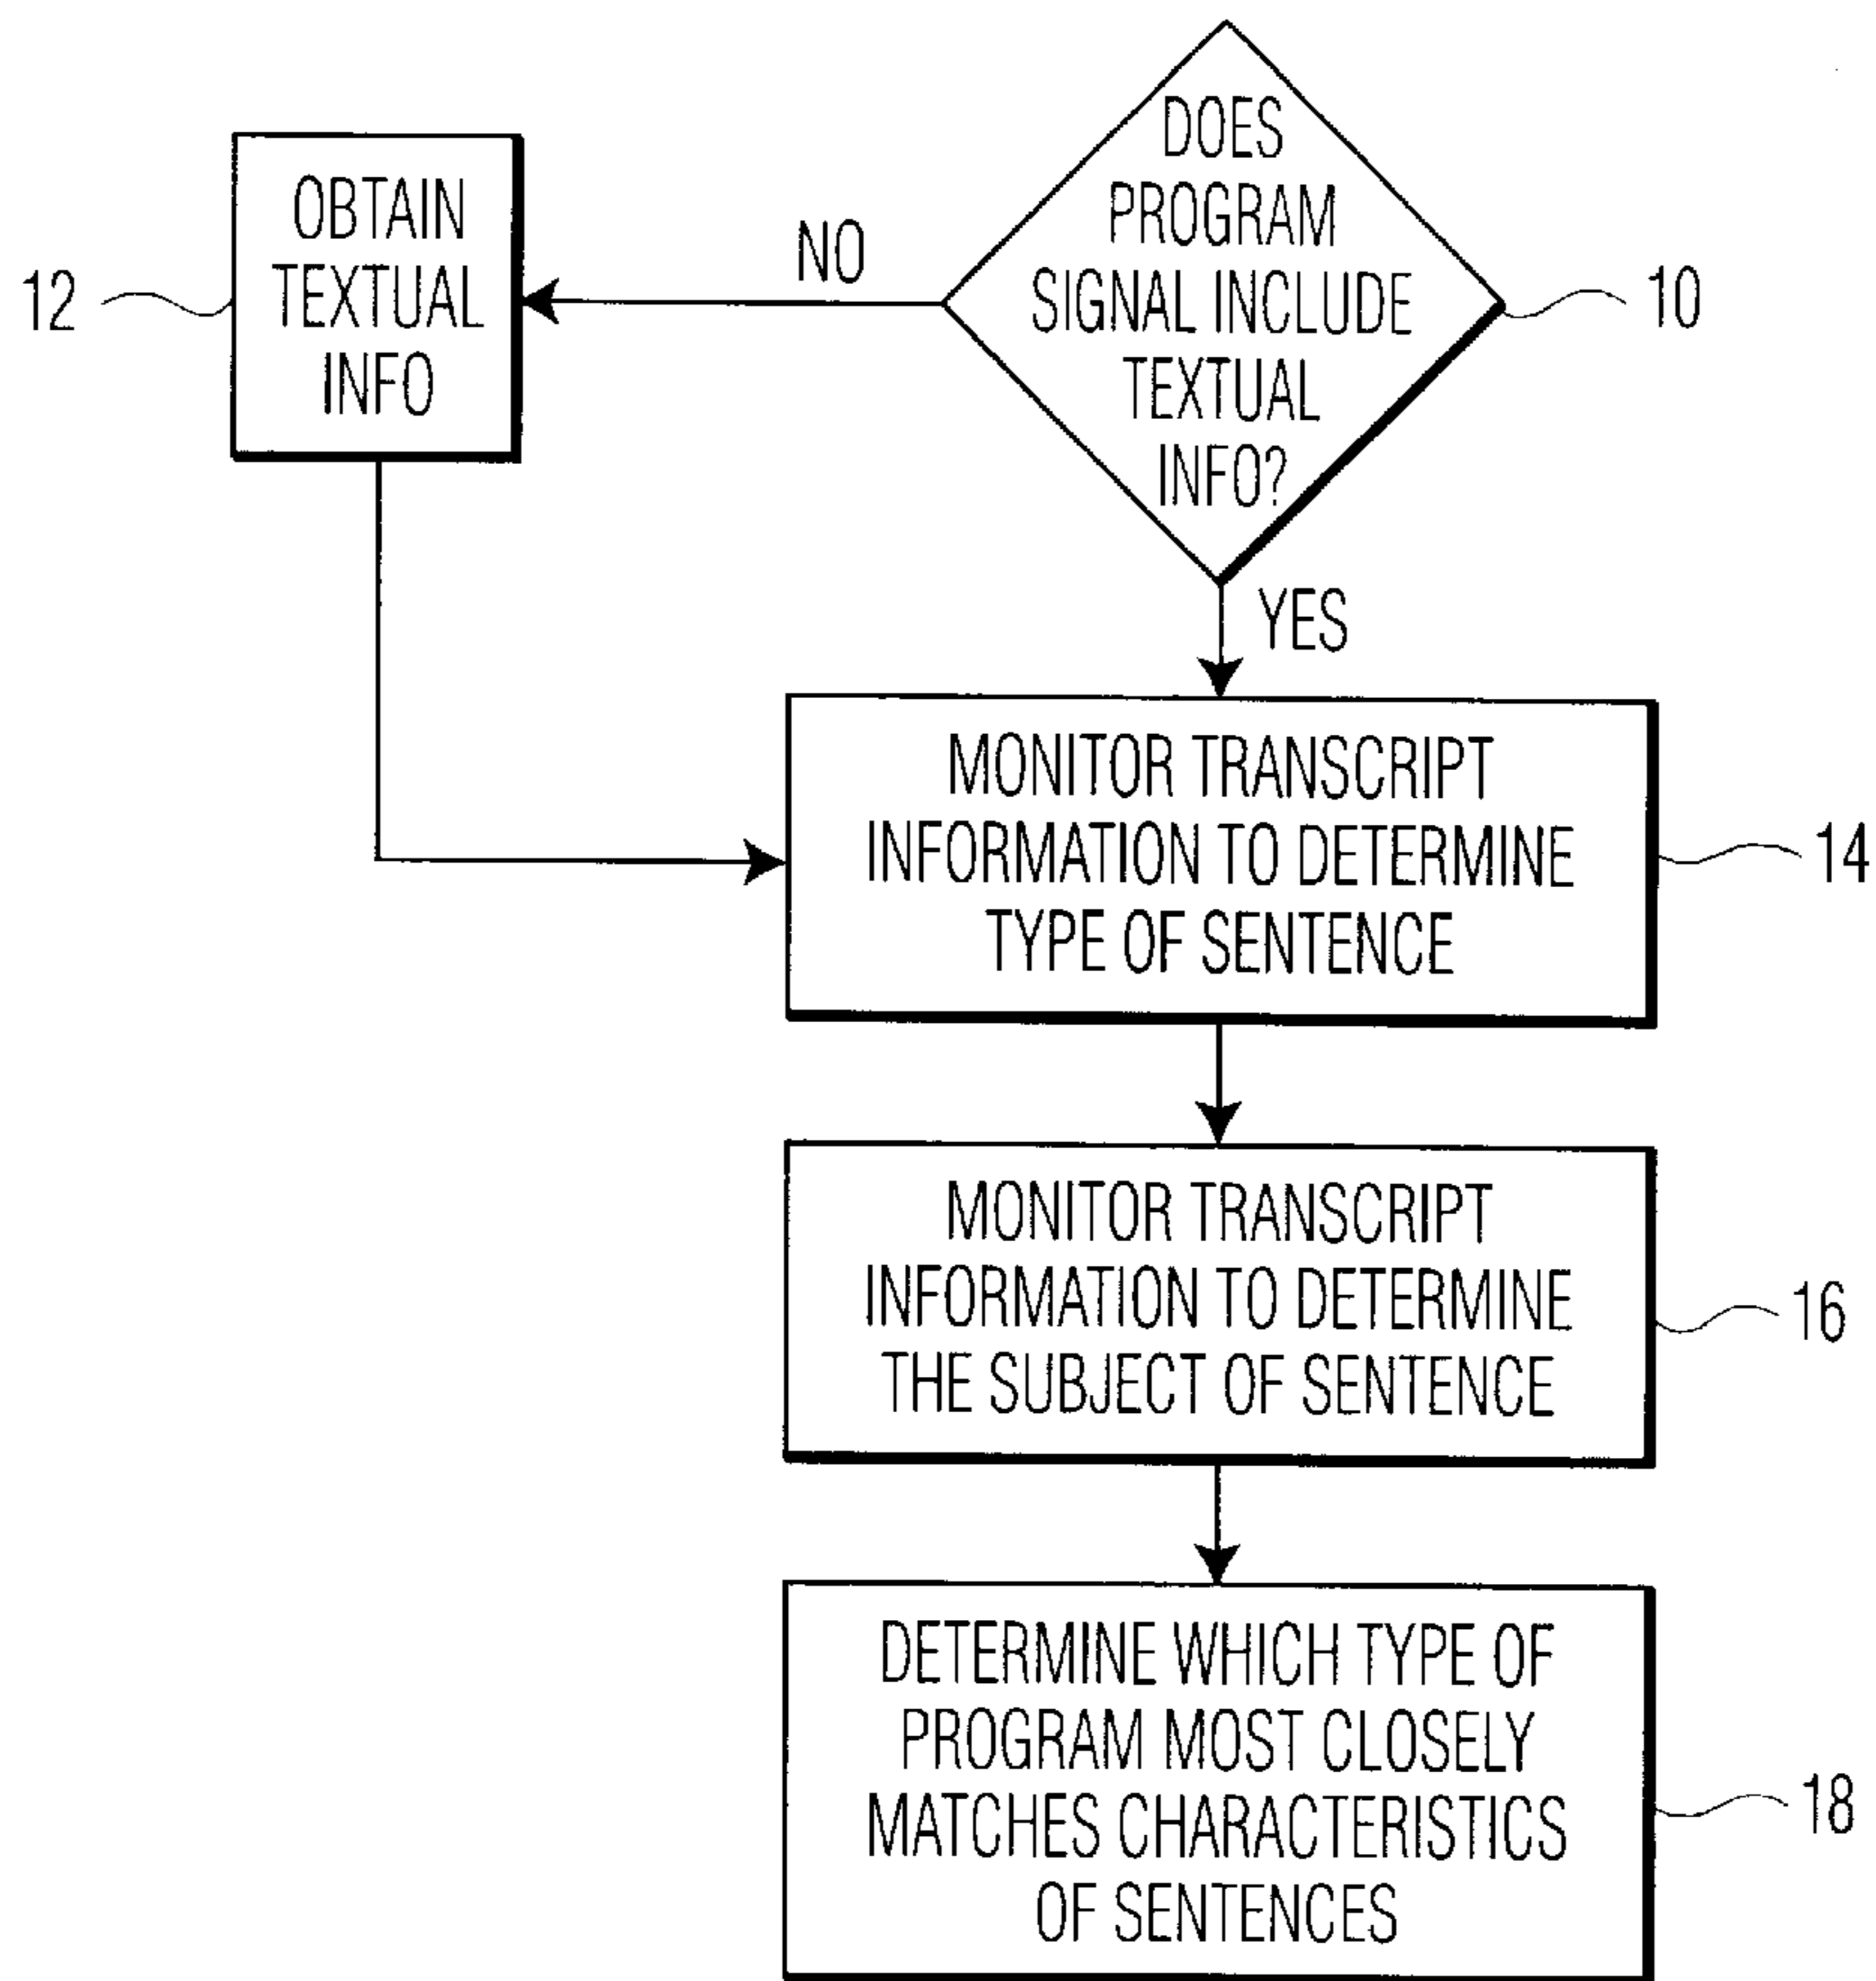 DOES
PROGRAM
SIGNAL INCLUDE
TEXTUAL
INFO?
10
NO
OBTAIN
TEXTUAL
INFO
12
YES
MONITOR TRANSCRIPT
INFORMATION TO DETERMINE
TYPE OF SENTENCE
14
MONITOR TRANSCRIPT
INFORMATION TO DETERMINE
THE SUBJECT OF SENTENCE
16
DETERMINE WHICH TYPE OF
PROGRAM MOST CLOSELY
MATCHES CHARACTERISTICS
OF SENTENCES
18